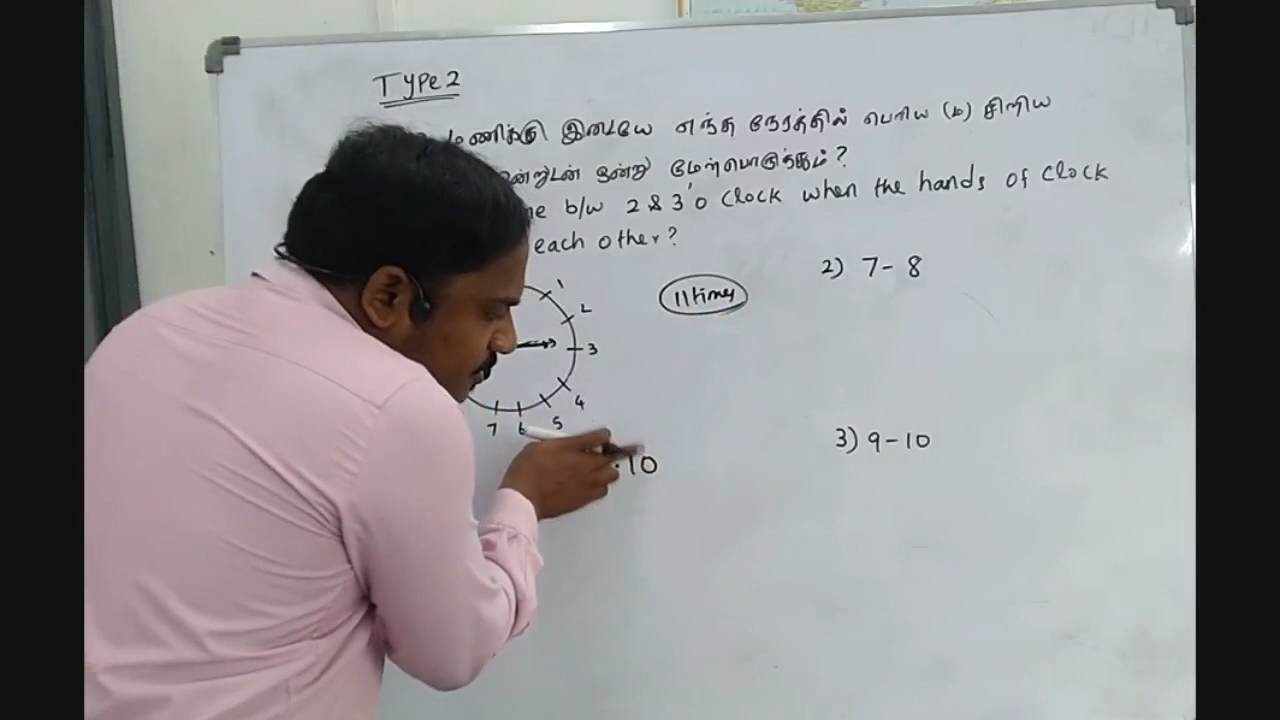 Type 2
மணிக்கு இடையே எந்த நேரத்தில் பெரிய (ம) சிறிய
ஒன்றுடன் ஒன்று மேற்பொருந்தும்?
b/w 2 & 3'0 clock when the hands of clock
each other?
11 times
2) 7-8
1
2
3
4
5
6
7
.10
3) 9-10